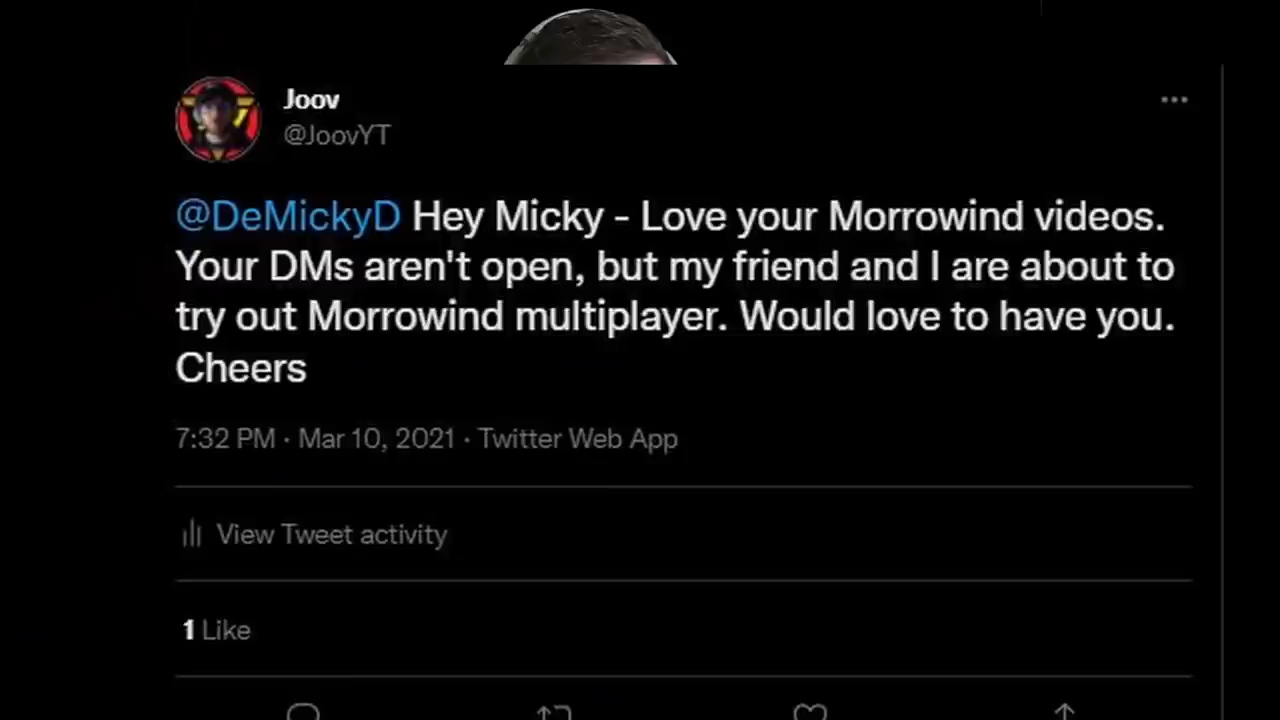 Joov
@JoovYT
@DeMickyD Hey Micky - Love your Morrowind videos.
Your DMs aren't open, but my friend and I are about to
try out Morrowind multiplayer. Would love to have you.
Cheers
7:32 PM · Mar 10, 2021 · Twitter Web App
View Tweet activity
1 Like